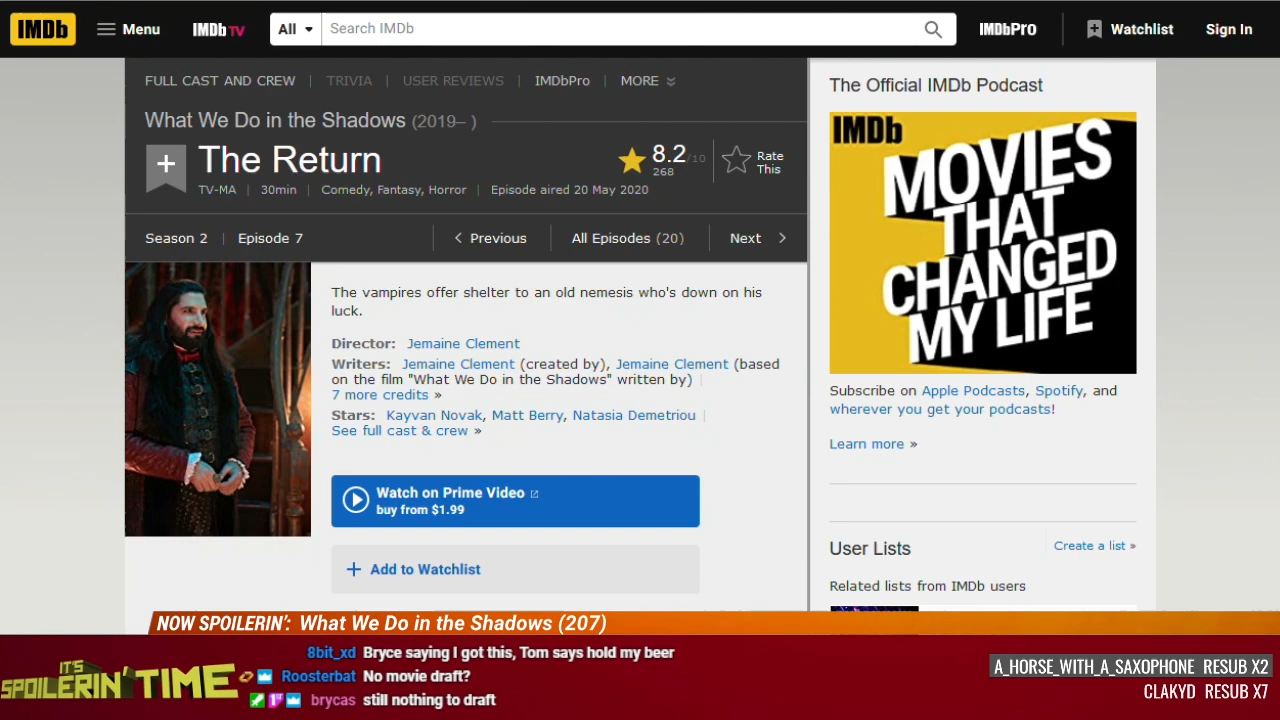 IMDb
Menu
IMDb TV
All
Search IMDb
IMDbPro
Watchlist
Sign In
FULL CAST AND CREW | TRIVIA | USER REVIEWS | IMDbPro | MORE
What We Do in the Shadows (2019– )
The Return
8.2/10
268
Rate This
TV-MA | 30min | Comedy, Fantasy, Horror | Episode aired 20 May 2020
Season 2 | Episode 7
Previous
All Episodes (20)
Next
The vampires offer shelter to an old nemesis who's down on his
luck.
Director: Jemaine Clement
Writers: Jemaine Clement (created by), Jemaine Clement (based
on the film "What We Do in the Shadows" written by) |
7 more credits »
Stars: Kayvan Novak, Matt Berry, Natasia Demetriou |
See full cast & crew »
Watch on Prime Video
buy from $1.99
+ Add to Watchlist
The Official IMDb Podcast
IMDb
MOVIES
THAT
CHANGED
MY LIFE
Subscribe on Apple Podcasts, Spotify, and
wherever you get your podcasts!
Learn more »
User Lists
Create a list »
Related lists from IMDb users
NOW SPOILERIN': What We Do in the Shadows (207)
IT'S
SPOILERIN' TIME
8bit_xd Bryce saying I got this, Tom says hold my beer
Roosterbat No movie draft?
brycas still nothing to draft
A_HORSE_WITH_A_SAXOPHONE RESUB X2
CLAKYD RESUB X7